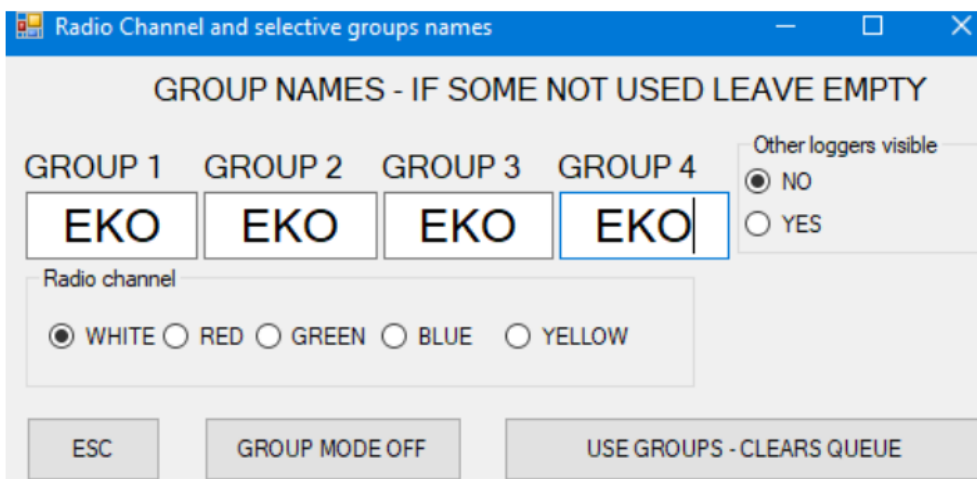 Radio Channel and selective groups names
GROUP NAMES - IF SOME NOT USED LEAVE EMPTY
GROUP 1 GROUP 2 GROUP 3 GROUP 4
EKO EKO EKO EKO
Other loggers visible
NO
YES
Radio channel
WHITE RED GREEN BLUE YELLOW
ESC GROUP MODE OFF USE GROUPS - CLEARS QUEUE